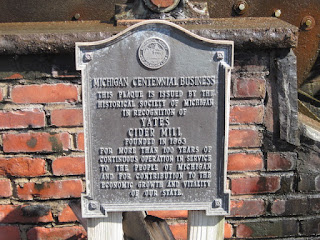 MICHIGAN CENTENNIAL BUSINESS
THIS PLAQUE IS ISSUED BY THE
HISTORICAL SOCIETY OF MICHIGAN
IN RECOGNITION OF
YATES
CIDER MILL
FOUNDED IN 1863
FOR MORE THAN 100 YEARS OF
CONTINUOUS OPERATION IN SERVICE
TO THE PEOPLE OF MICHIGAN
AND FOR CONTRIBUTION TO THE
ECONOMIC GROWTH AND VITALITY
OF OUR STATE